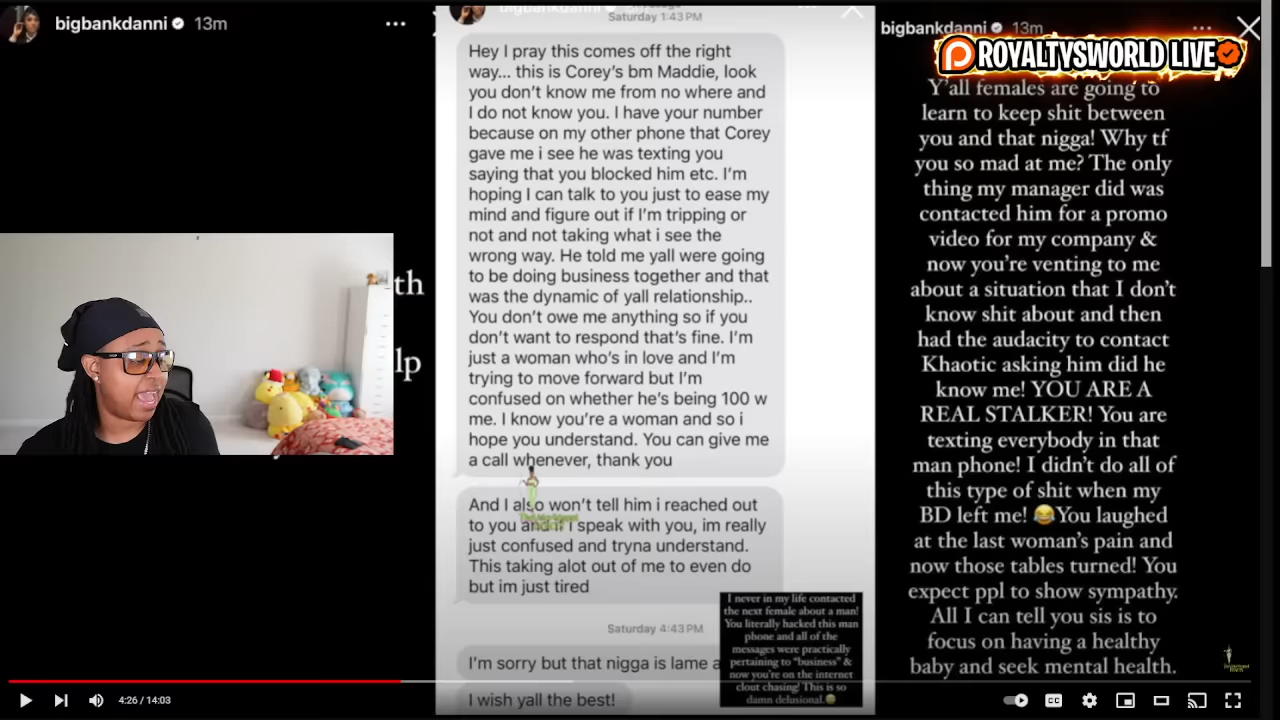 bigbankdanni 13m
th
lp
Saturday 1:43 PM
Hey I pray this comes off the right
way... this is Corey's bm Maddie, look
you don't know me from no where and
I do not know you. I have your number
because on my other phone that Corey
gave me i see he was texting you
saying that you blocked him etc. I'm
hoping I can talk to you just to ease my
mind and figure out if I'm tripping or
not and not taking what i see the
wrong way. He told me yall were going
to be doing business together and that
was the dynamic of yall relationship..
You don't owe me anything so if you
don't want to respond that's fine. I'm
just a woman who's in love and I'm
trying to move forward but I'm
confused on whether he's being 100 w
me. I know you're a woman and so i
hope you understand. You can give me
a call whenever, thank you
And I also won't tell him i reached out
to you and if i speak with you, im really
just confused and tryna understand.
This taking alot out of me to even do
but im just tired
Saturday 4:43 PM
I'm sorry but that nigga is lame a
I wish yall the best!
I never in my life contacted
the next female about a man!
You literally hacked this man
phone and all of the
messages were practically
pertaining to "business" &
now you're on the internet
clout chasing! This is so
damn delusional.
bigbankdanni 13m
ROYALTYSWORLD LIVE
Y'all females are going to
learn to keep shit between
you and that nigga! Why tf
you so mad at me? The only
thing my manager did was
contacted him for a promo
video for my company &
now you're venting to me
about a situation that I don't
know shit about and then
had the audacity to contact
Khaotic asking him did he
know me! YOU ARE A
REAL STALKER! You are
texting everybody in that
man phone! I didn't do all of
this type of shit when my
BD left me! 😂You laughed
at the last woman's pain and
now those tables turned! You
expect ppl to show sympathy.
All I can tell you sis is to
focus on having a healthy
baby and seek mental health.
4:26 / 14:03
CC